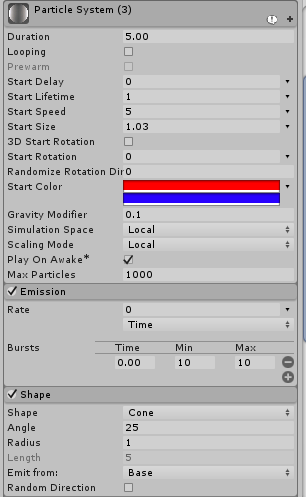 Particle System (3)
Duration 5.00
Looping
Prewarm
Start Delay 0
Start Lifetime 1
Start Speed 5
Start Size 1.03
3D Start Rotation
Start Rotation 0
Randomize Rotation Dir 0
Start Color
Gravity Modifier 0.1
Simulation Space Local
Scaling Mode Local
Play On Awake*
Max Particles 1000
Emission
Rate 0
Time
Bursts Time Min Max
0.00 10 10
Shape
Shape Cone
Angle 25
Radius 1
Length 5
Emit from: Base
Random Direction